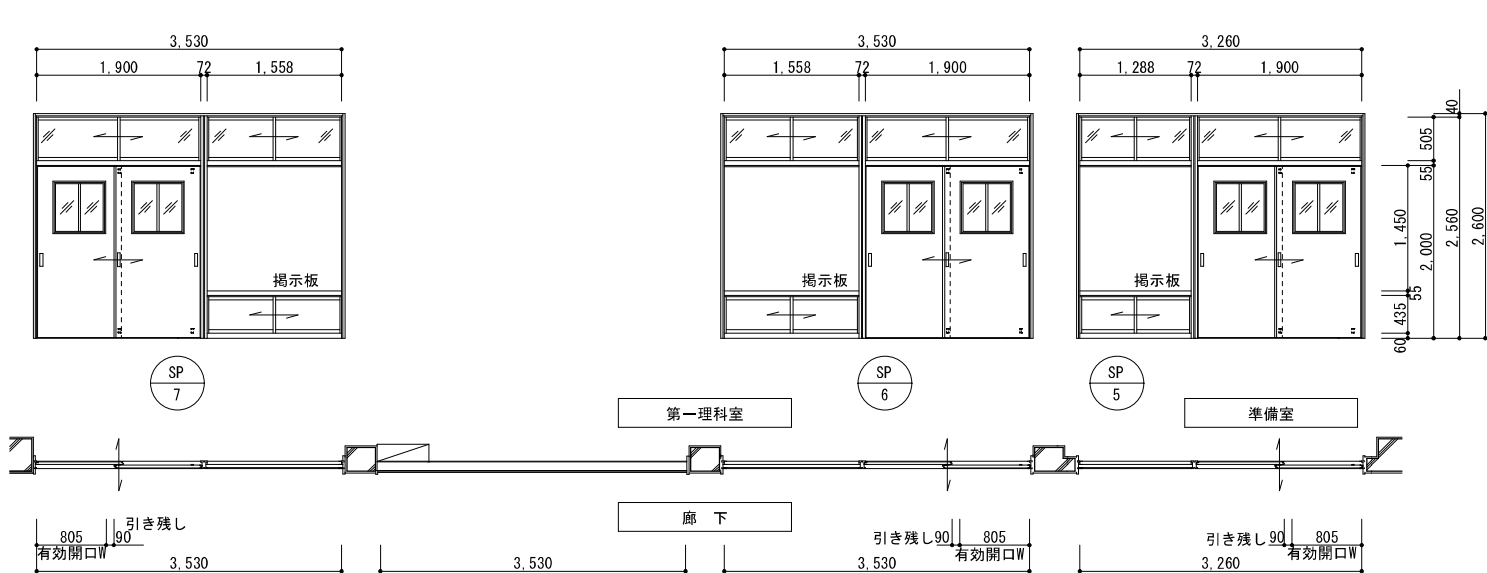 3,530
3,530
3,260
1,900
72
1,558
1,558
72
1,900
1,288
72
1,900
40
505
55
1,450
2,000
2,560
2,600
55
435
60
掲示板
掲示板
掲示板
SP
7
SP
6
SP
5
第一理科室
準備室
廊 下
引き残し
805
90
有効開口W
引き残し90
805
有効開口W
引き残し90
805
有効開口W
3,530
3,530
3,530
3,260